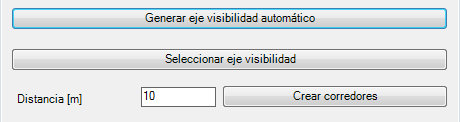 Generar eje visibilidad automático
Seleccionar eje visibilidad
Distancia [m] 10 Crear corredores